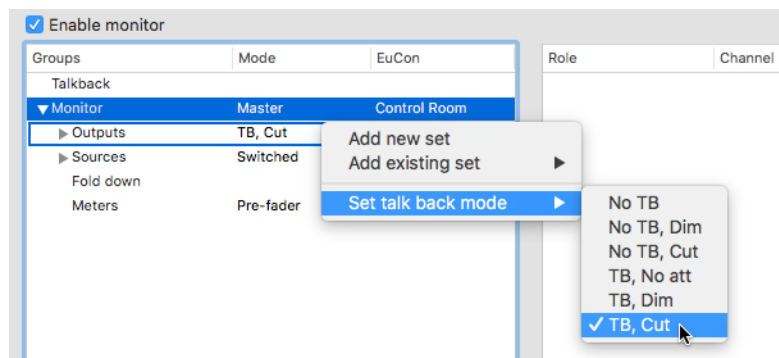 Enable monitor
Groups Mode EuCon Role Channel
Talkback
Monitor Master Control Room
Outputs TB, Cut
Sources Switched
Fold down
Meters Pre-fader
Add new set
Add existing set
Set talk back mode
No TB
No TB, Dim
No TB, Cut
TB, No att
TB, Dim
TB, Cut